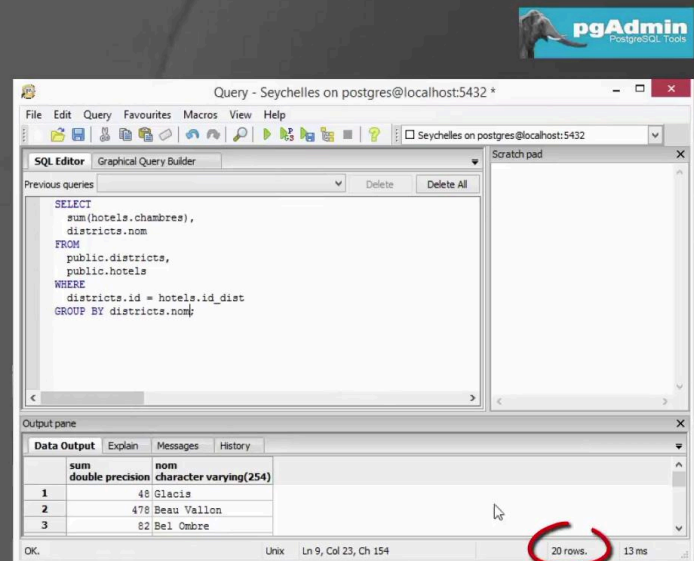 pgAdmin
PostgreSQL Tools
Query - Seychelles on postgres@localhost:5432 *
File Edit Query Favourites Macros View Help
Seychelles on postgres@localhost:5432
SQL Editor Graphical Query Builder
Scratch pad
Previous queries Delete Delete All
SELECT
sum(hotels.chambres),
districts.nom
FROM
public.districts,
public.hotels
WHERE
districts.id = hotels.id_dist
GROUP BY districts.nom;
Output pane
Data Output Explain Messages History
sum nom
double precision character varying(254)
1 48 Glacis
2 478 Beau Vallon
3 82 Bel Ombre
OK. Unix Ln 9, Col 23, Ch 154 20 rows. 13 ms